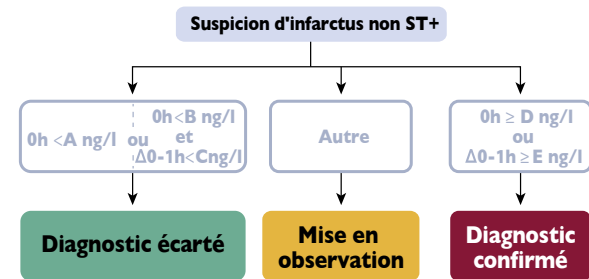 Suspicion d'infarctus non ST+
0h <A ng/l ou 0h<B ng/l
et
Δ0-1h<Cng/l
Autre
0h ≥ D ng/l
ou
Δ0-1h ≥E ng/l
Diagnostic écarté
Mise en
observation
Diagnostic
confirmé